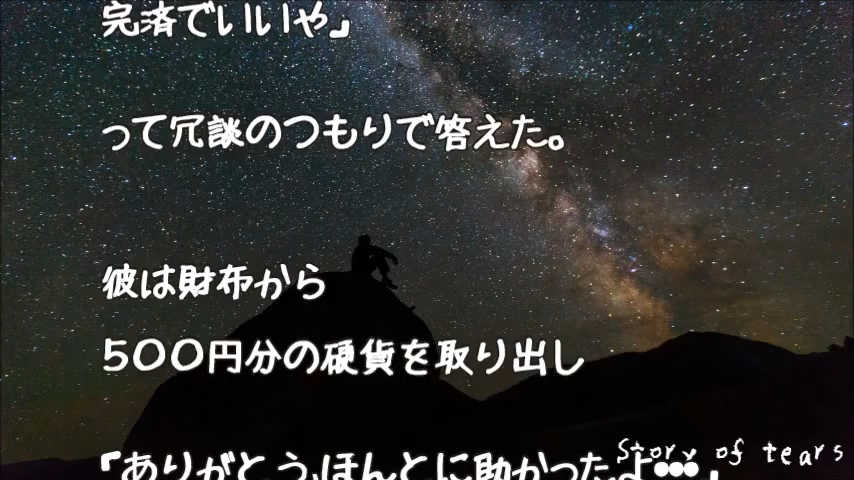 完済でいいや』
って冗談のつもりで答えた。
彼は財布から
５００円分の硬貨を取り出し
『ありがとう、ほんとに助かったよ•••』
Story of tears